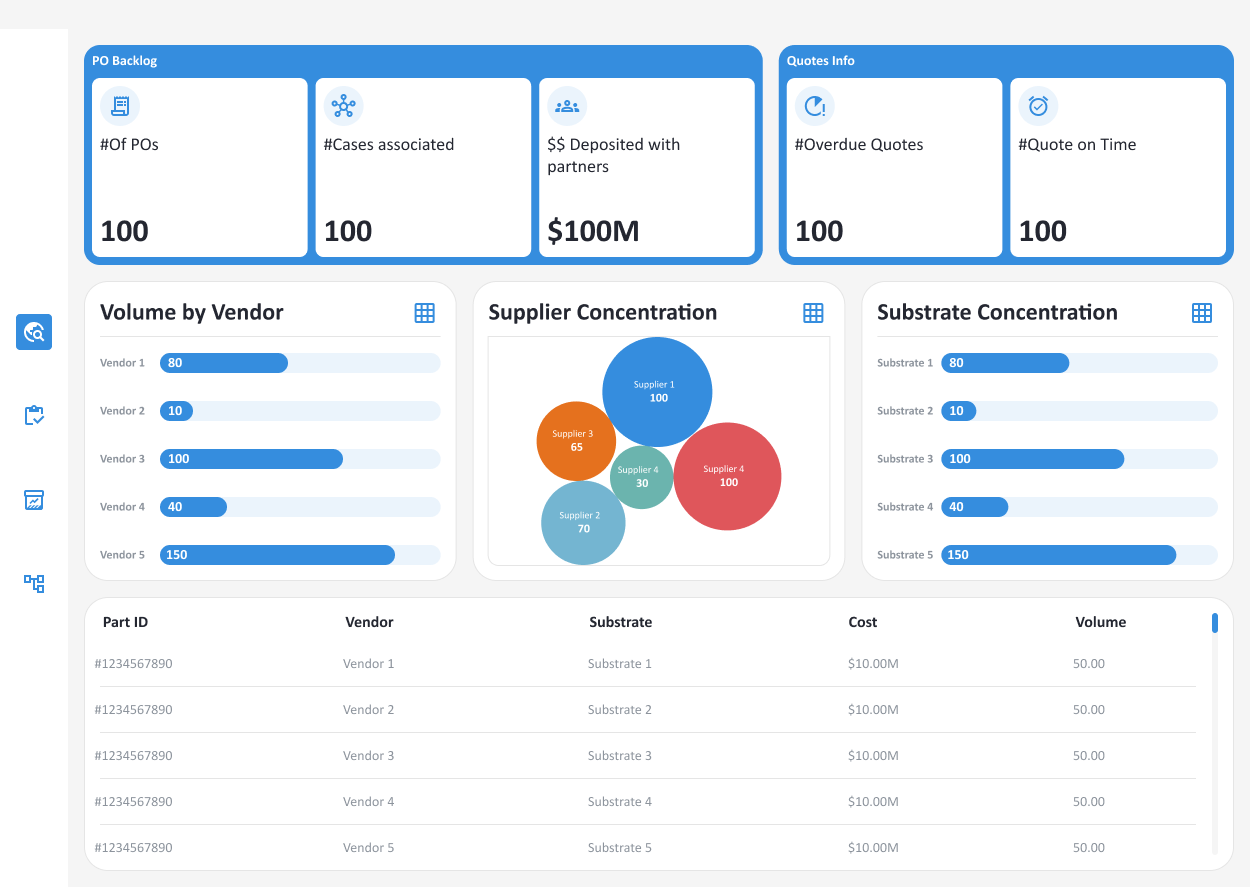 PO Backlog
#Of POs
100
#Cases associated
100
$$ Deposited with
partners
$100M
Quotes Info
#Overdue Quotes
100
#Quote on Time
100
Volume by Vendor
Vendor 1 80
Vendor 2 10
Vendor 3 100
Vendor 4 40
Vendor 5 150
Supplier Concentration
Supplier 1
100
Supplier 3
65
Supplier 4
30
Supplier 4
100
Supplier 2
70
Substrate Concentration
Substrate 1 80
Substrate 2 10
Substrate 3 100
Substrate 4 40
Substrate 5 150
Part ID Vendor Substrate Cost Volume
#1234567890 Vendor 1 Substrate 1 $10.00M 50.00
#1234567890 Vendor 2 Substrate 2 $10.00M 50.00
#1234567890 Vendor 3 Substrate 3 $10.00M 50.00
#1234567890 Vendor 4 Substrate 4 $10.00M 50.00
#1234567890 Vendor 5 Substrate 5 $10.00M 50.00